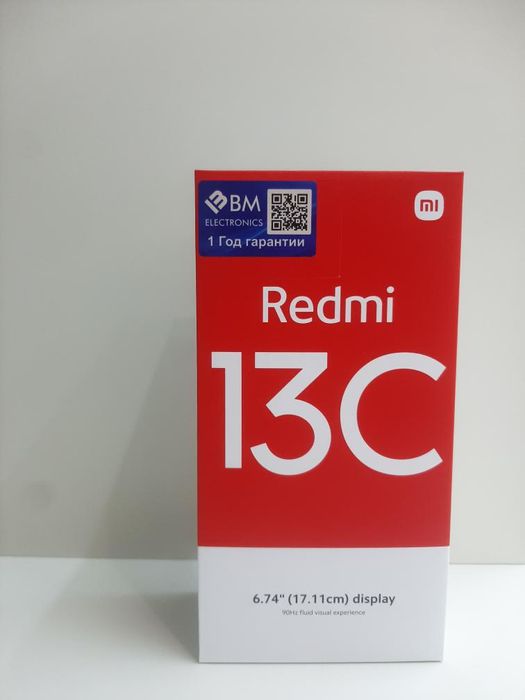 BM
ELECTRONICS
1 Год гарантии
mi
Redmi
13C
6.74" (17.11cm) display
90Hz fluid visual experience